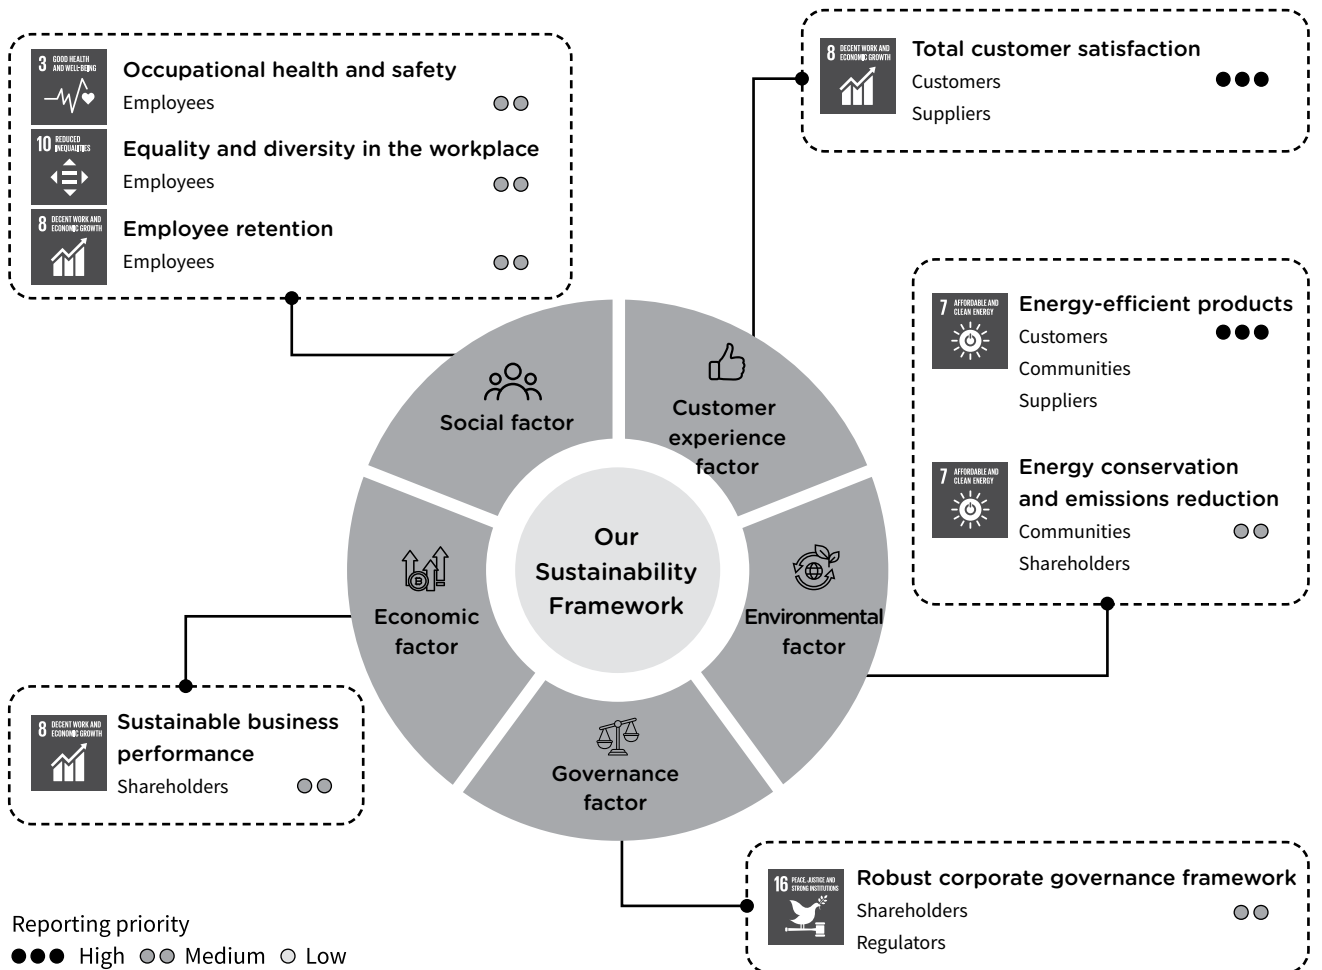 3 GOOD HEALTH
AND WELL-BEING
Occupational health and safety
Employees
10 REDUCED
INEQUALITIES
Equality and diversity in the workplace
Employees
8 DECENT WORK AND
ECONOMIC GROWTH
Employee retention
Employees
8 DECENT WORK AND
ECONOMIC GROWTH
Total customer satisfaction
Customers
Suppliers
7 AFFORDABLE AND
CLEAN ENERGY
Energy-efficient products
Customers
Communities
Suppliers
7 AFFORDABLE AND
CLEAN ENERGY
Energy conservation
and emissions reduction
Communities
Shareholders
Social factor
Customer
experience
factor
Our
Sustainability
Framework
Economic
factor
Environmental
factor
Governance
factor
8 DECENT WORK AND
ECONOMIC GROWTH
Sustainable business
performance
Shareholders
16 PEACE, JUSTICE AND
STRONG INSTITUTIONS
Robust corporate governance framework
Shareholders
Regulators
Reporting priority
High Medium Low